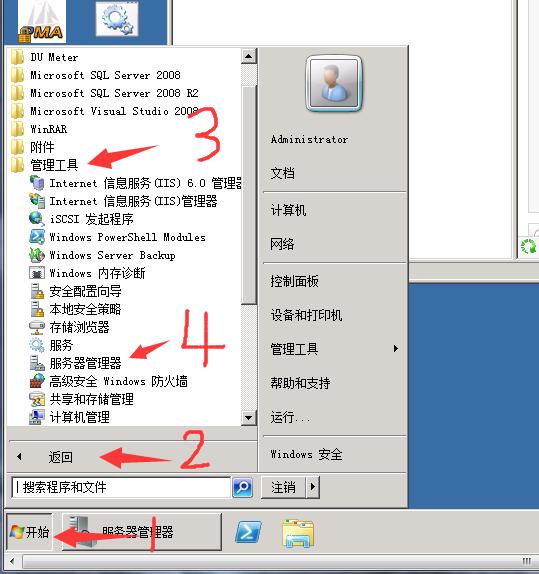 PMA
DU Meter
Microsoft SQL Server 2008
Microsoft SQL Server 2008 R2
Microsoft Visual Studio 2008
WinRAR
附件
管理工具
3
Internet 信息服务(IIS) 6.0 管理器
Internet 信息服务(IIS)管理器
iSCSI 发起程序
Windows PowerShell Modules
Windows Server Backup
Windows 内存诊断
安全配置向导
本地安全策略
存储浏览器
服务
服务器管理器
4
高级安全 Windows 防火墙
共享和存储管理
计算机管理
返回
2
搜索程序和文件
Administrator
文档
计算机
网络
控制面板
设备和打印机
管理工具
帮助和支持
运行...
Windows 安全
注销
开始
1
服务器管理器